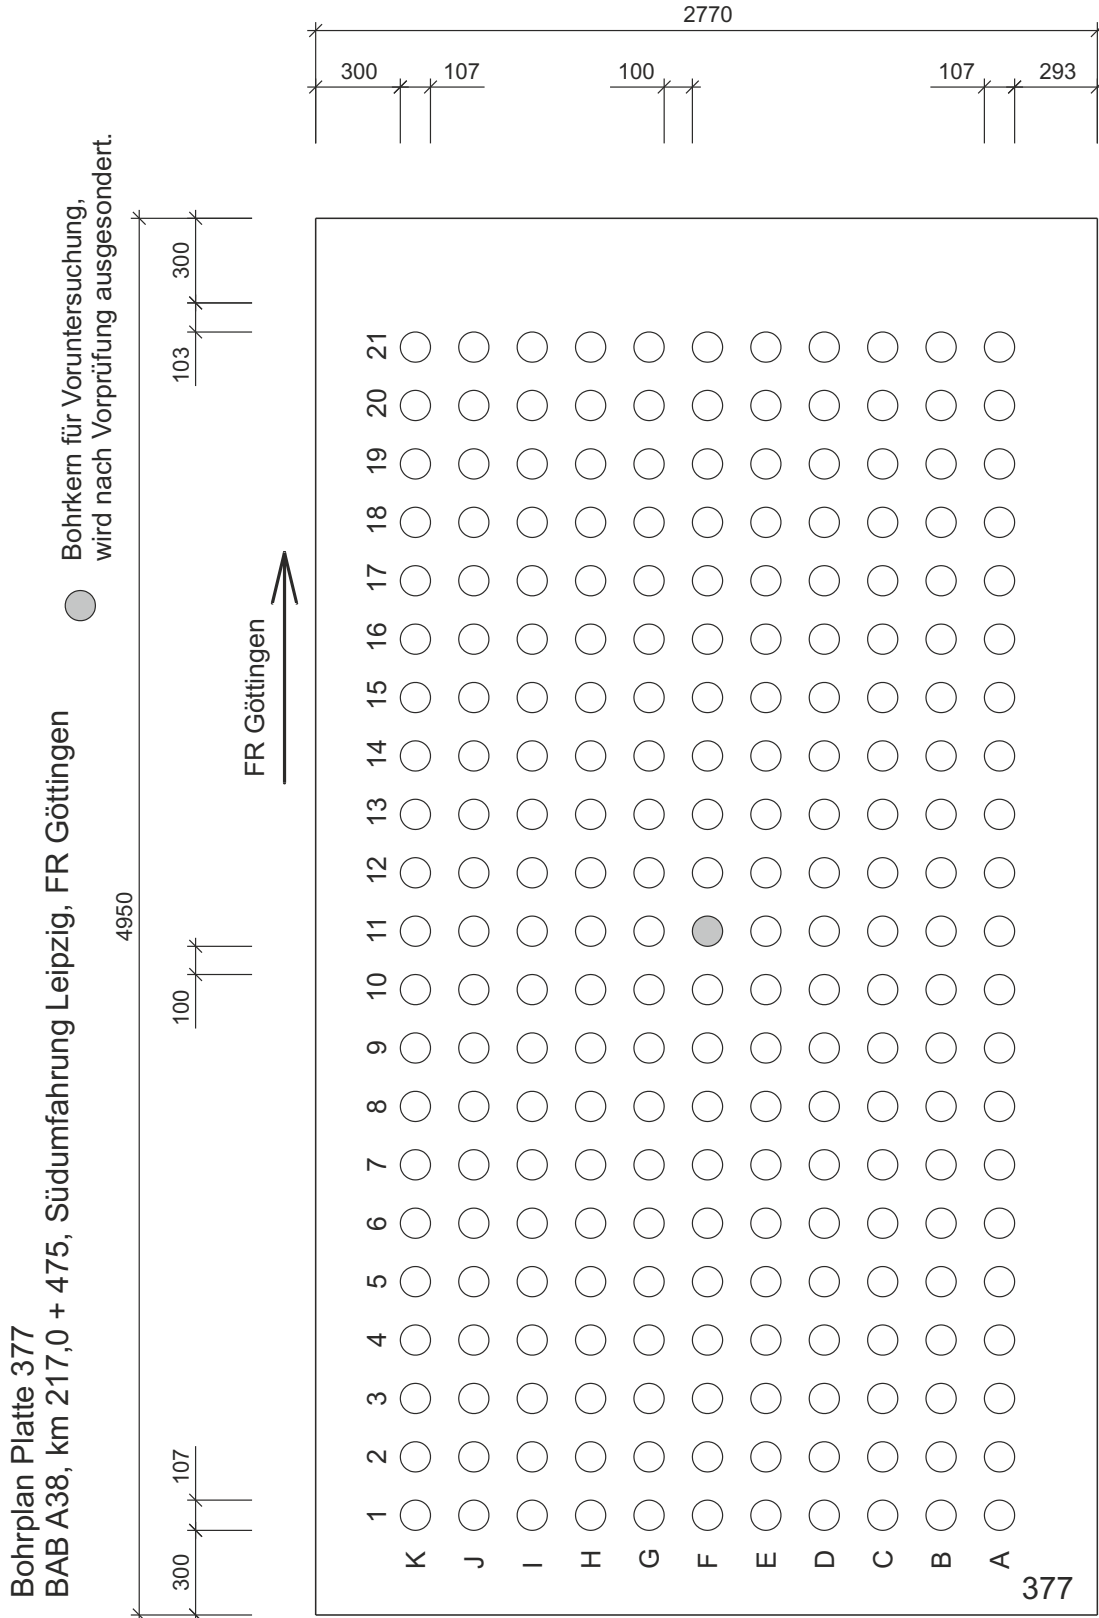 Bohrplan Platte 377
BAB A38, km 217,0 + 475, Südumfahrung Leipzig, FR Göttingen
Bohrkern für Voruntersuchung,
wird nach Vorprüfung ausgesondert.
4950
300
107
100
103
300
FR Göttingen
1 2 3 4 5 6 7 8 9 10 11 12 13 14 15 16 17 18 19 20 21
K
J
I
H
G
F
E
D
C
B
A
377
300
107
100
107
293
2770